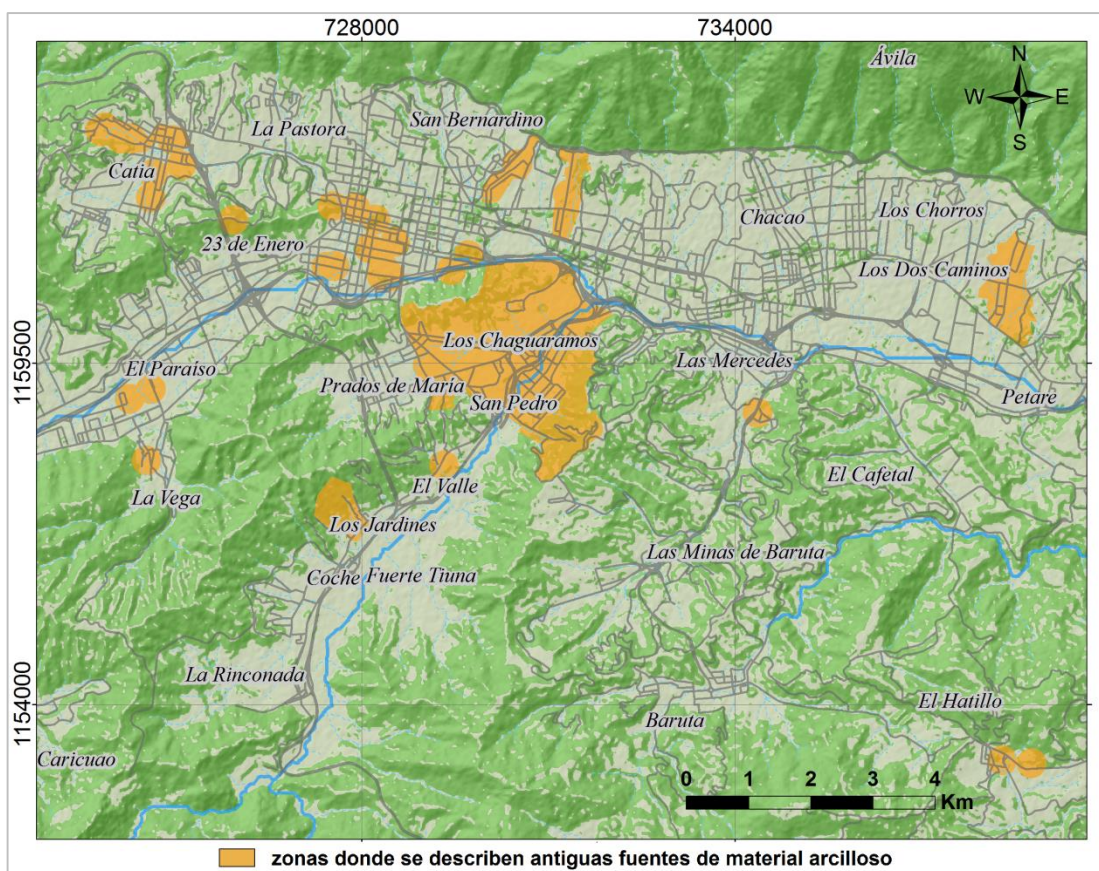 728000
734000
Ávila
N
W
E
S
San Bernardino
La Pastora
Catia
Chacao
Los Chorros
23 de Enero
Los Dos Caminos
1159500
Los Chaguaramos
Las Mercedes
El Paraiso
Prados de María
San Pedro
Petare
El Cafetal
El Valle
La Vega
Los Jardines
Las Minas de Baruta
Coche
Fuerte Tiuna
La Rinconada
El Hatillo
1154000
Baruta
Caricuao
0 1 2 3 4
Km
zonas donde se describen antiguas fuentes de material arcilloso